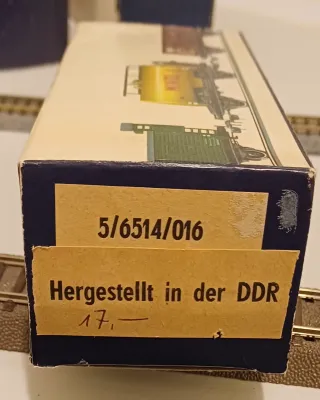 5/6514/016
Hergestellt in der DDR
17,—